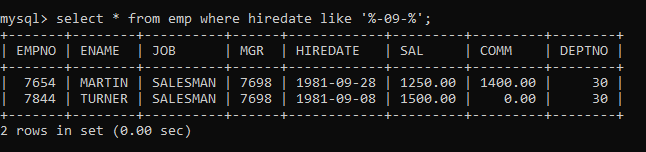 mysql> select * from emp where hiredate like '%-09-%';
+-------+--------+----------+------+------------+---------+---------+--------+
| EMPNO | ENAME  | JOB      | MGR  | HIREDATE   | SAL     | COMM    | DEPTNO |
+-------+--------+----------+------+------------+---------+---------+--------+
|  7654 | MARTIN | SALESMAN | 7698 | 1981-09-28 | 1250.00 | 1400.00 |     30 |
|  7844 | TURNER | SALESMAN | 7698 | 1981-09-08 | 1500.00 |    0.00 |     30 |
+-------+--------+----------+------+------------+---------+---------+--------+
2 rows in set (0.00 sec)